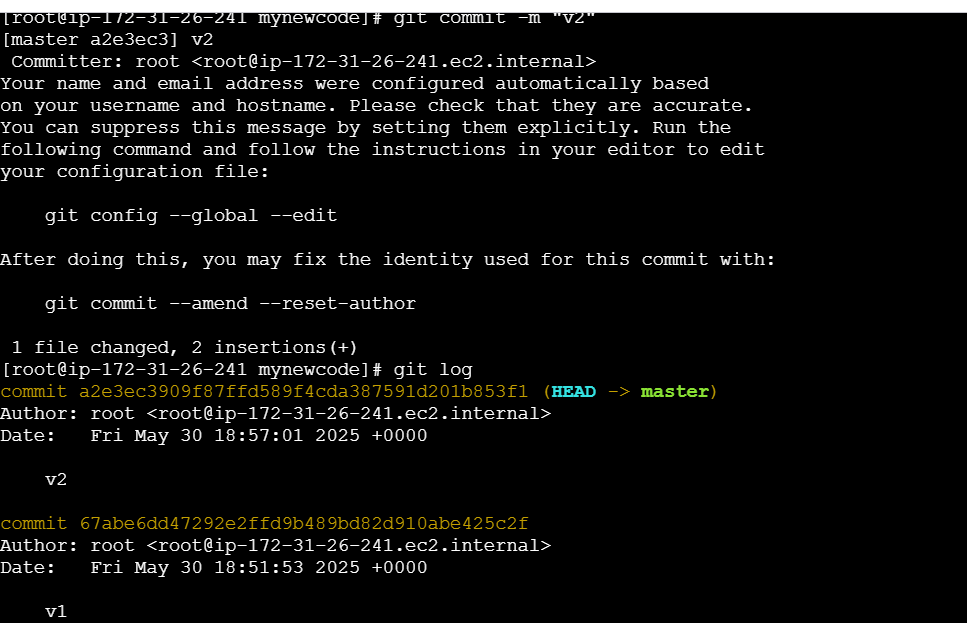 [root@ip-172-31-26-241 mynewcode]# git commit -m "v2"
[master a2e3ec3] v2
 Committer: root <root@ip-172-31-26-241.ec2.internal>
Your name and email address were configured automatically based
on your username and hostname. Please check that they are accurate.
You can suppress this message by setting them explicitly. Run the
following command and follow the instructions in your editor to edit
your configuration file:

    git config --global --edit

After doing this, you may fix the identity used for this commit with:

    git commit --amend --reset-author

 1 file changed, 2 insertions(+)
[root@ip-172-31-26-241 mynewcode]# git log
commit a2e3ec3909f87ffd589f4cda387591d201b853f1 (HEAD -> master)
Author: root <root@ip-172-31-26-241.ec2.internal>
Date:   Fri May 30 18:57:01 2025 +0000

    v2

commit 67abe6dd47292e2ffd9b489bd82d910abe425c2f
Author: root <root@ip-172-31-26-241.ec2.internal>
Date:   Fri May 30 18:51:53 2025 +0000

    v1